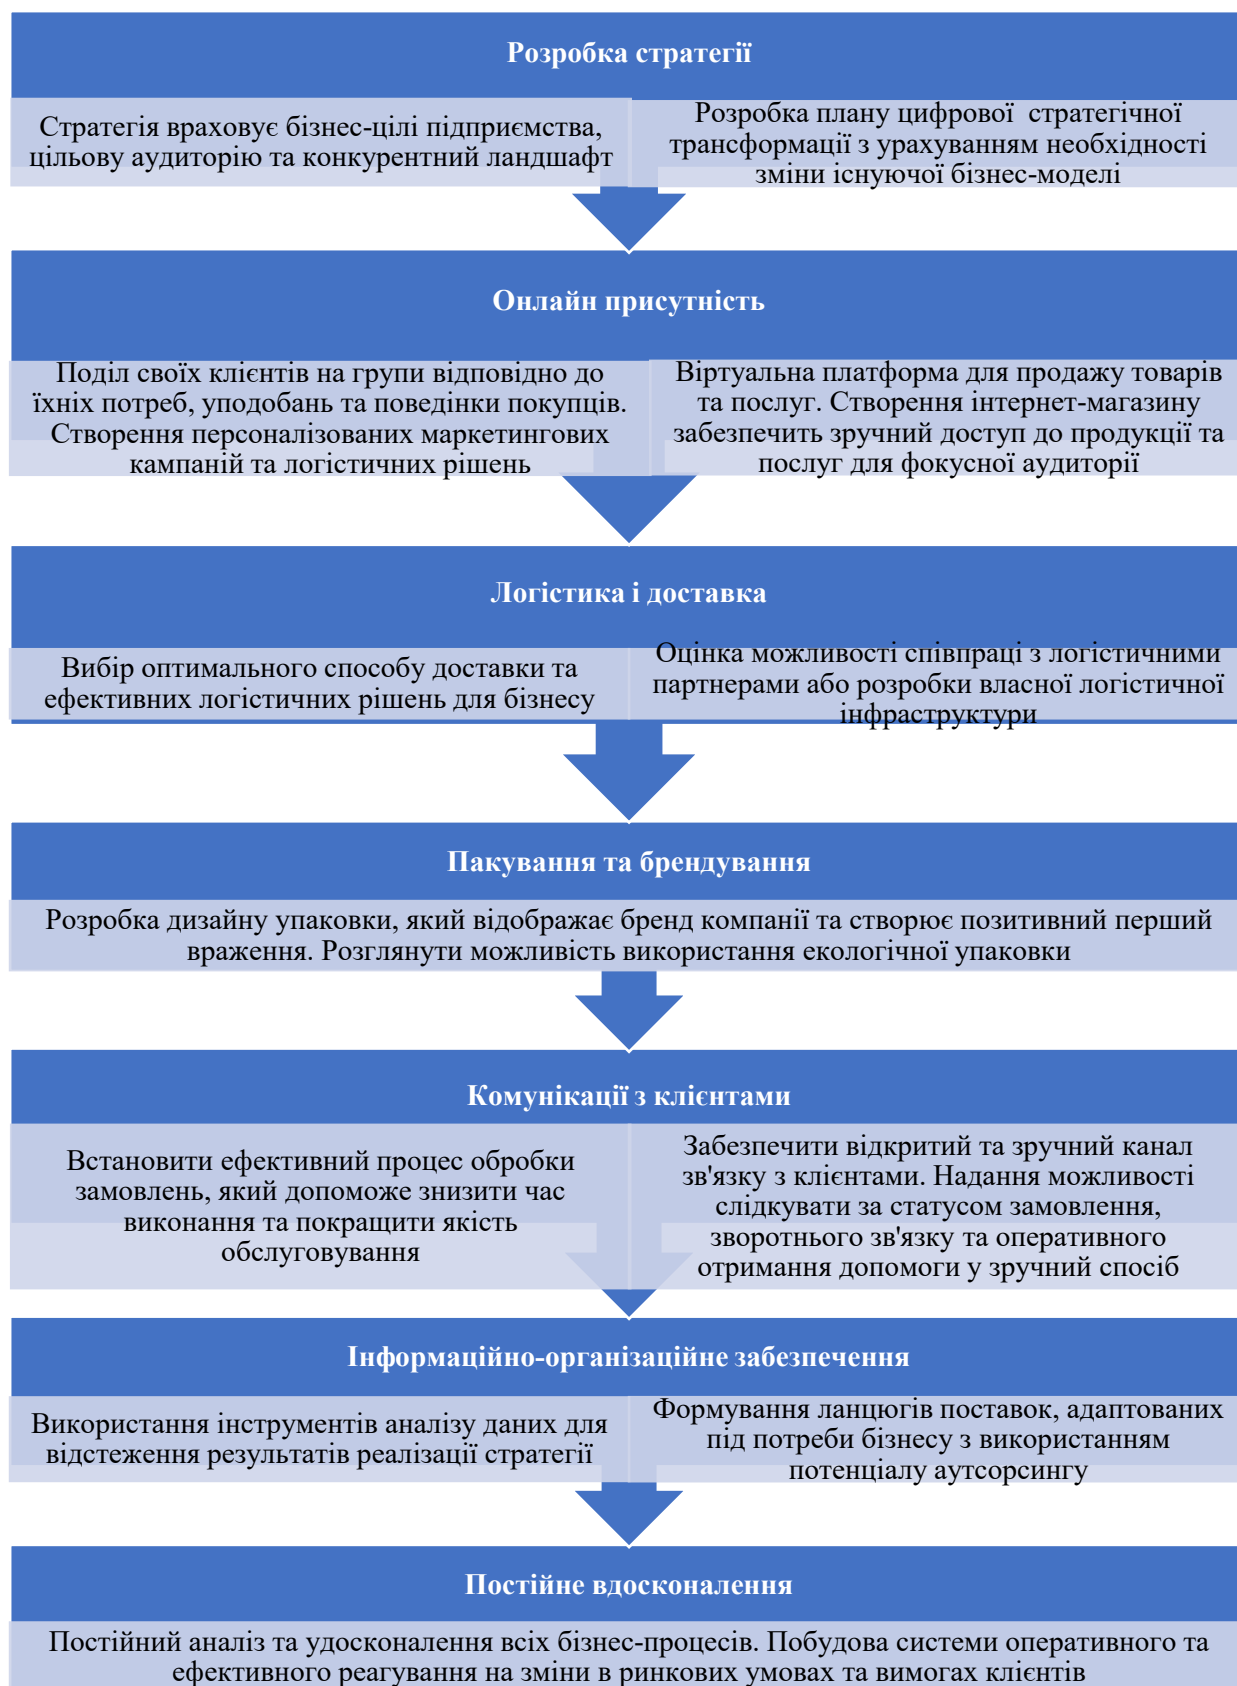 Розробка стратегії
Стратегія враховує бізнес-цілі підприємства,
цільову аудиторію та конкурентний ландшафт
Розробка плану цифрової стратегічної
трансформації з урахуванням необхідності
зміни існуючої бізнес-моделі
Онлайн присутність
Поділ своїх клієнтів на групи відповідно до
їхніх потреб, уподобань та поведінки покупців.
Створення персоналізованих маркетингових
кампаній та логістичних рішень
Віртуальна платформа для продажу товарів
та послуг. Створення інтернет-магазину
забезпечить зручний доступ до продукції та
послуг для фокусної аудиторії
Логістика і доставка
Вибір оптимального способу доставки та
ефективних логістичних рішень для бізнесу
Оцінка можливості співпраці з логістичними
партнерами або розробки власної логістичної
інфраструктури
Пакування та брендування
Розробка дизайну упаковки, який відображає бренд компанії та створює позитивний перший
враження. Розглянути можливість використання екологічної упаковки
Комунікації з клієнтами
Встановити ефективний процес обробки
замовлень, який допоможе знизити час
виконання та покращити якість
обслуговування
Забезпечити відкритий та зручний канал
зв'язку з клієнтами. Надання можливості
слідкувати за статусом замовлення,
зворотнього зв'язку та оперативного
отримання допомоги у зручний спосіб
Інформаційно-організаційне забезпечення
Використання інструментів аналізу даних для
відстеження результатів реалізації стратегії
Формування ланцюгів поставок, адаптованих
під потреби бізнесу з використанням
потенціалу аутсорсингу
Постійне вдосконалення
Постійний аналіз та удосконалення всіх бізнес-процесів. Побудова системи оперативного та
ефективного реагування на зміни в ринкових умовах та вимогах клієнтів